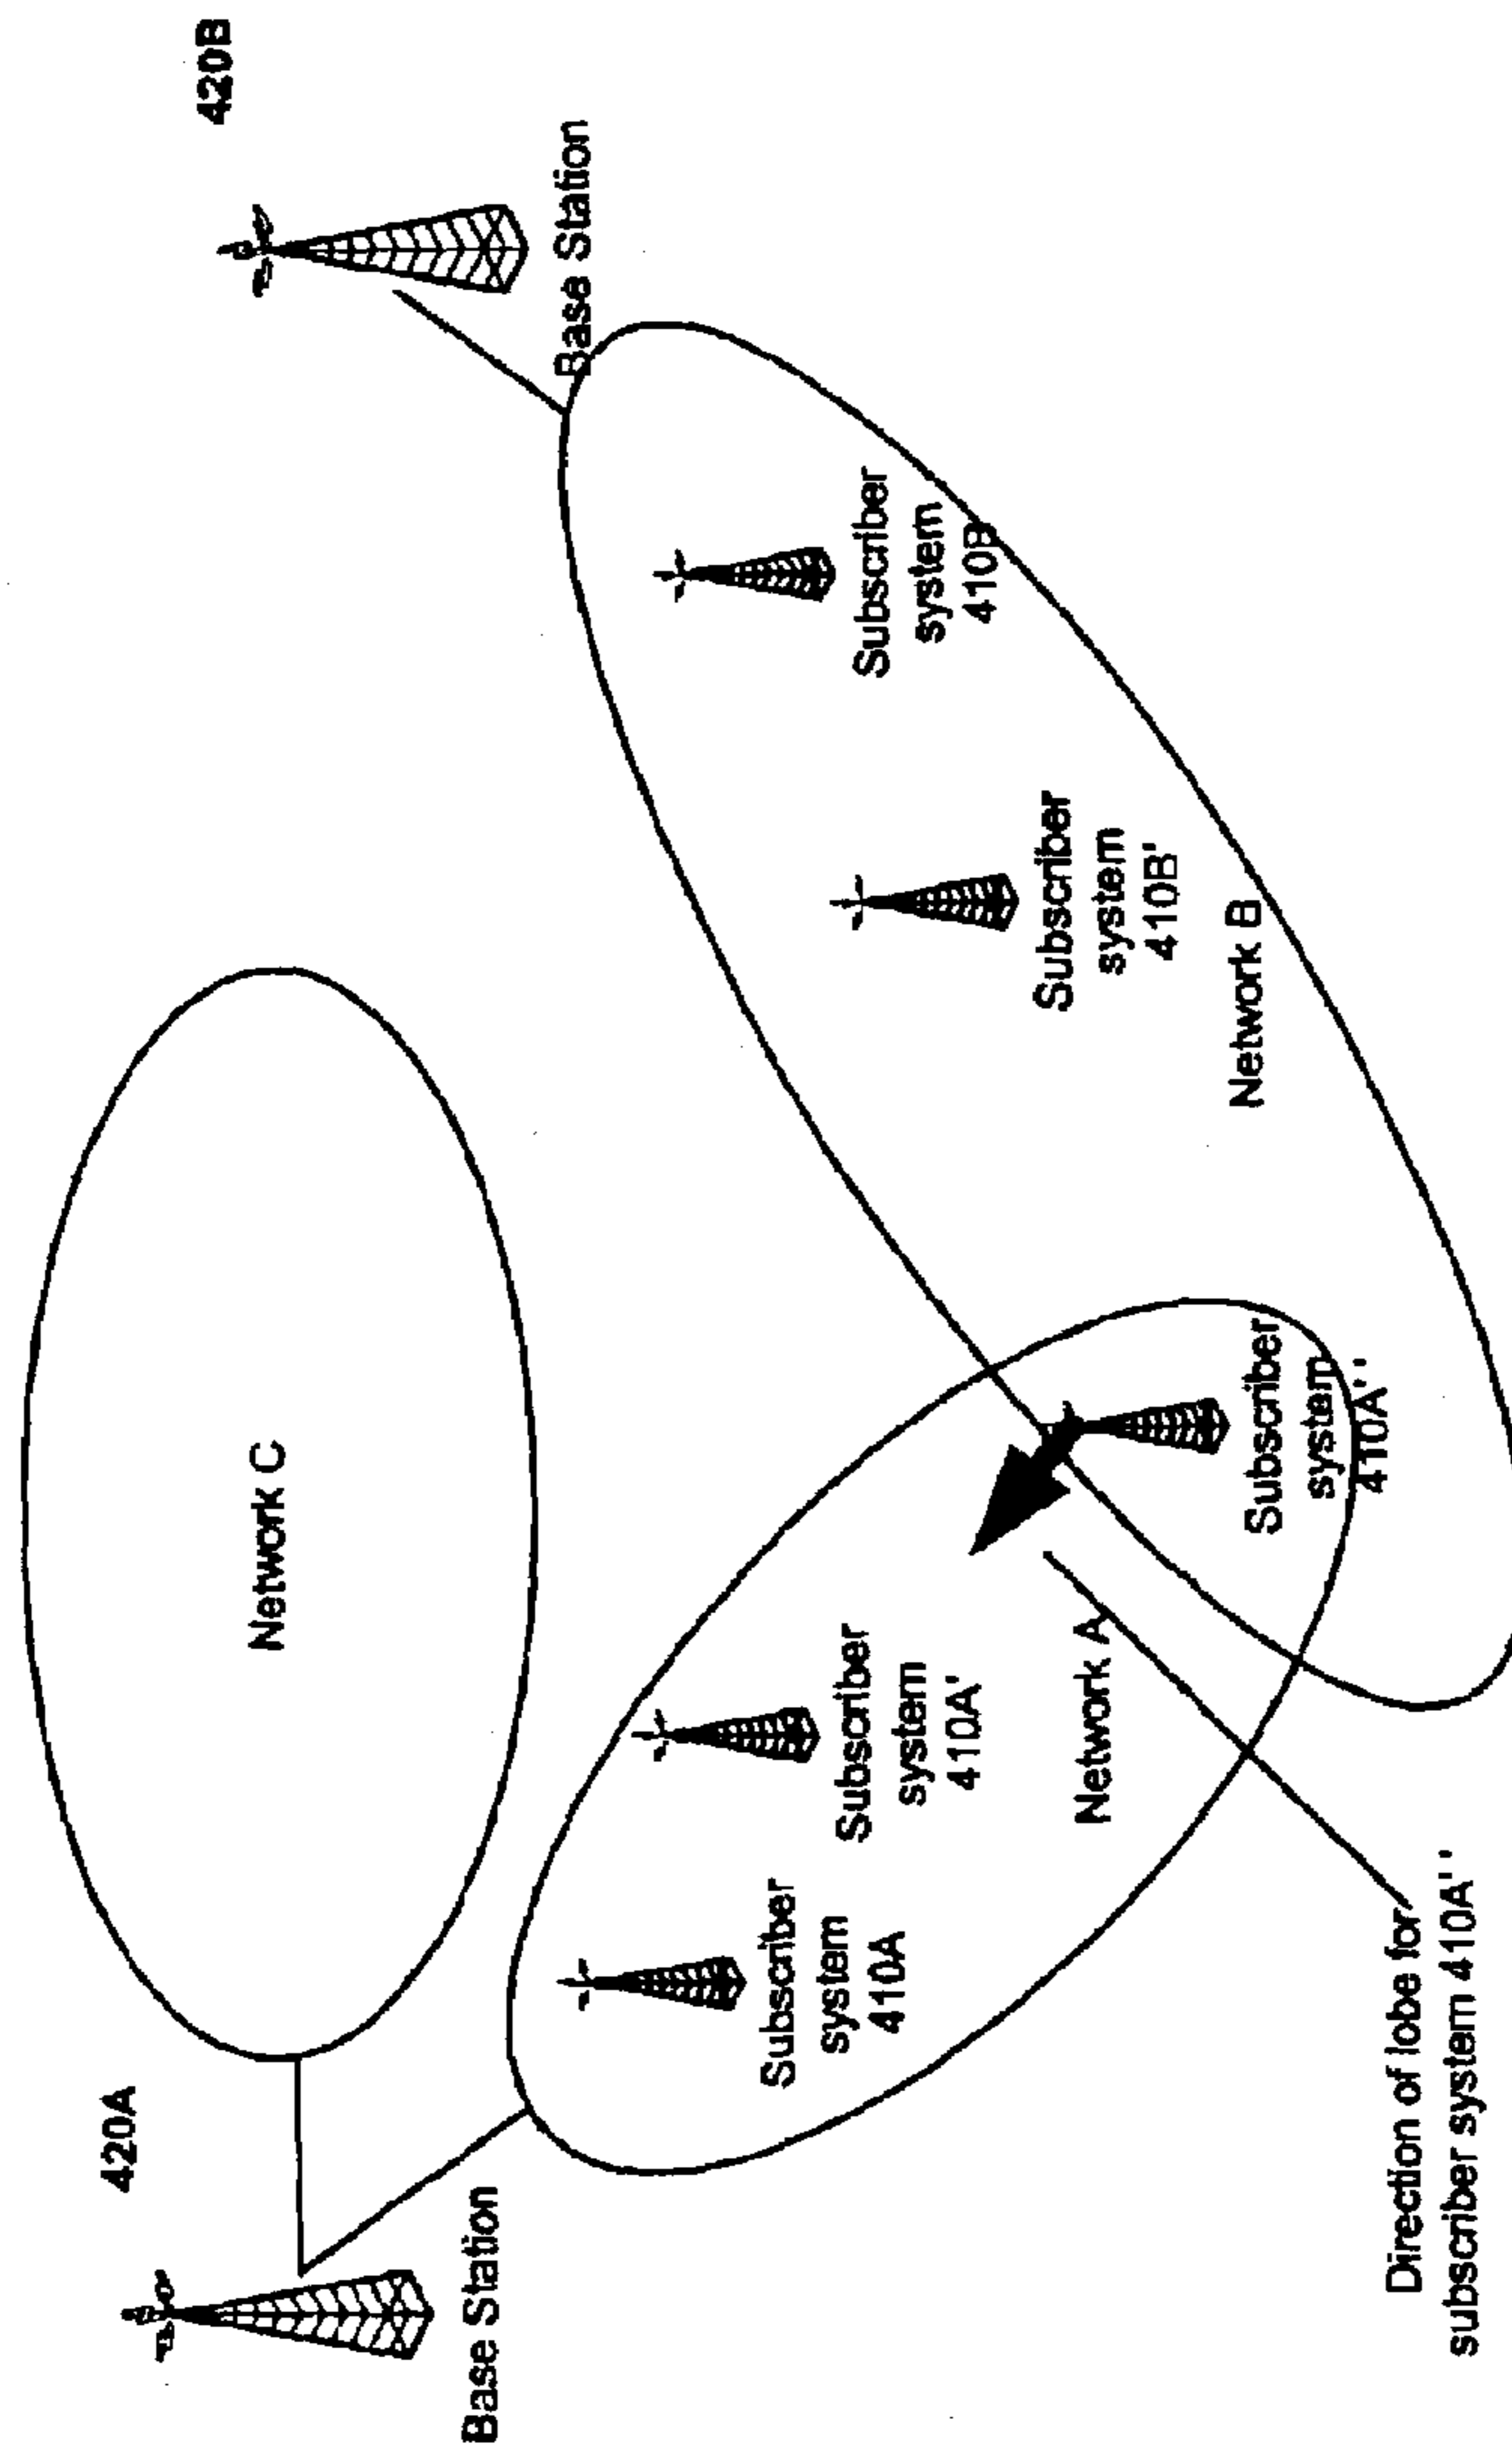 420A
Base Station
420B
Base Station
Network C
Subscriber
system
410A
Subscriber
system
410A'
Network A
Subscriber
system
410A''
Subscriber
system
410B'
Subscriber
system
410B
Network B
Direction of lobe for
subscriber system 410A''